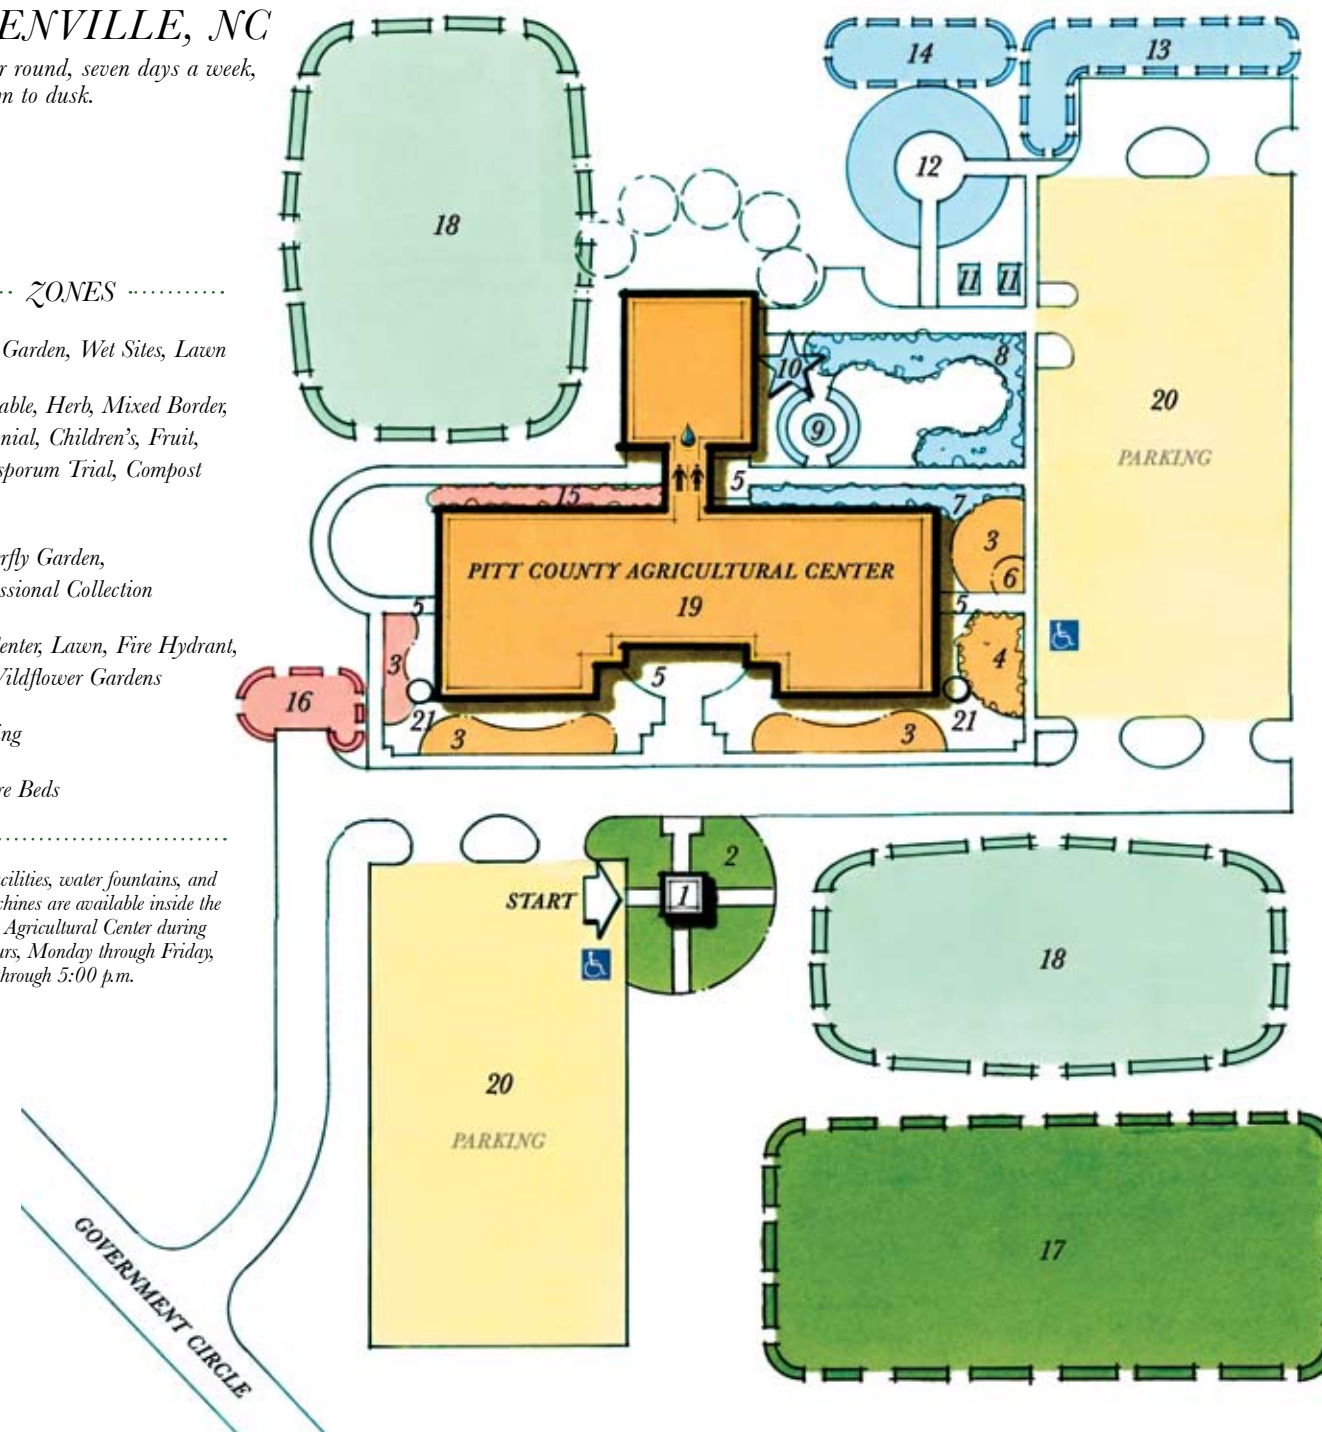 ENVILLE, NC
r round, seven days a week,
n to dusk.
ZONES
Garden, Wet Sites, Lawn
able, Herb, Mixed Border,
nial, Children's, Fruit,
sporum Trial, Compost
rfly Garden,
ssional Collection
enter, Lawn, Fire Hydrant,
Wildflower Gardens
ing
re Beds
cilities, water fountains, and
chines are available inside the
Agricultural Center during
urs, Monday through Friday,
hrough 5:00 p.m.
14
13
18
12
11 11
10
8
9
20
PARKING
5
15
7
3
6
PITT COUNTY AGRICULTURAL CENTER
19
5
5
3
4
5
16
21
21
3
3
2
START
1
18
20
PARKING
17
GOVERNMENT CIRCLE